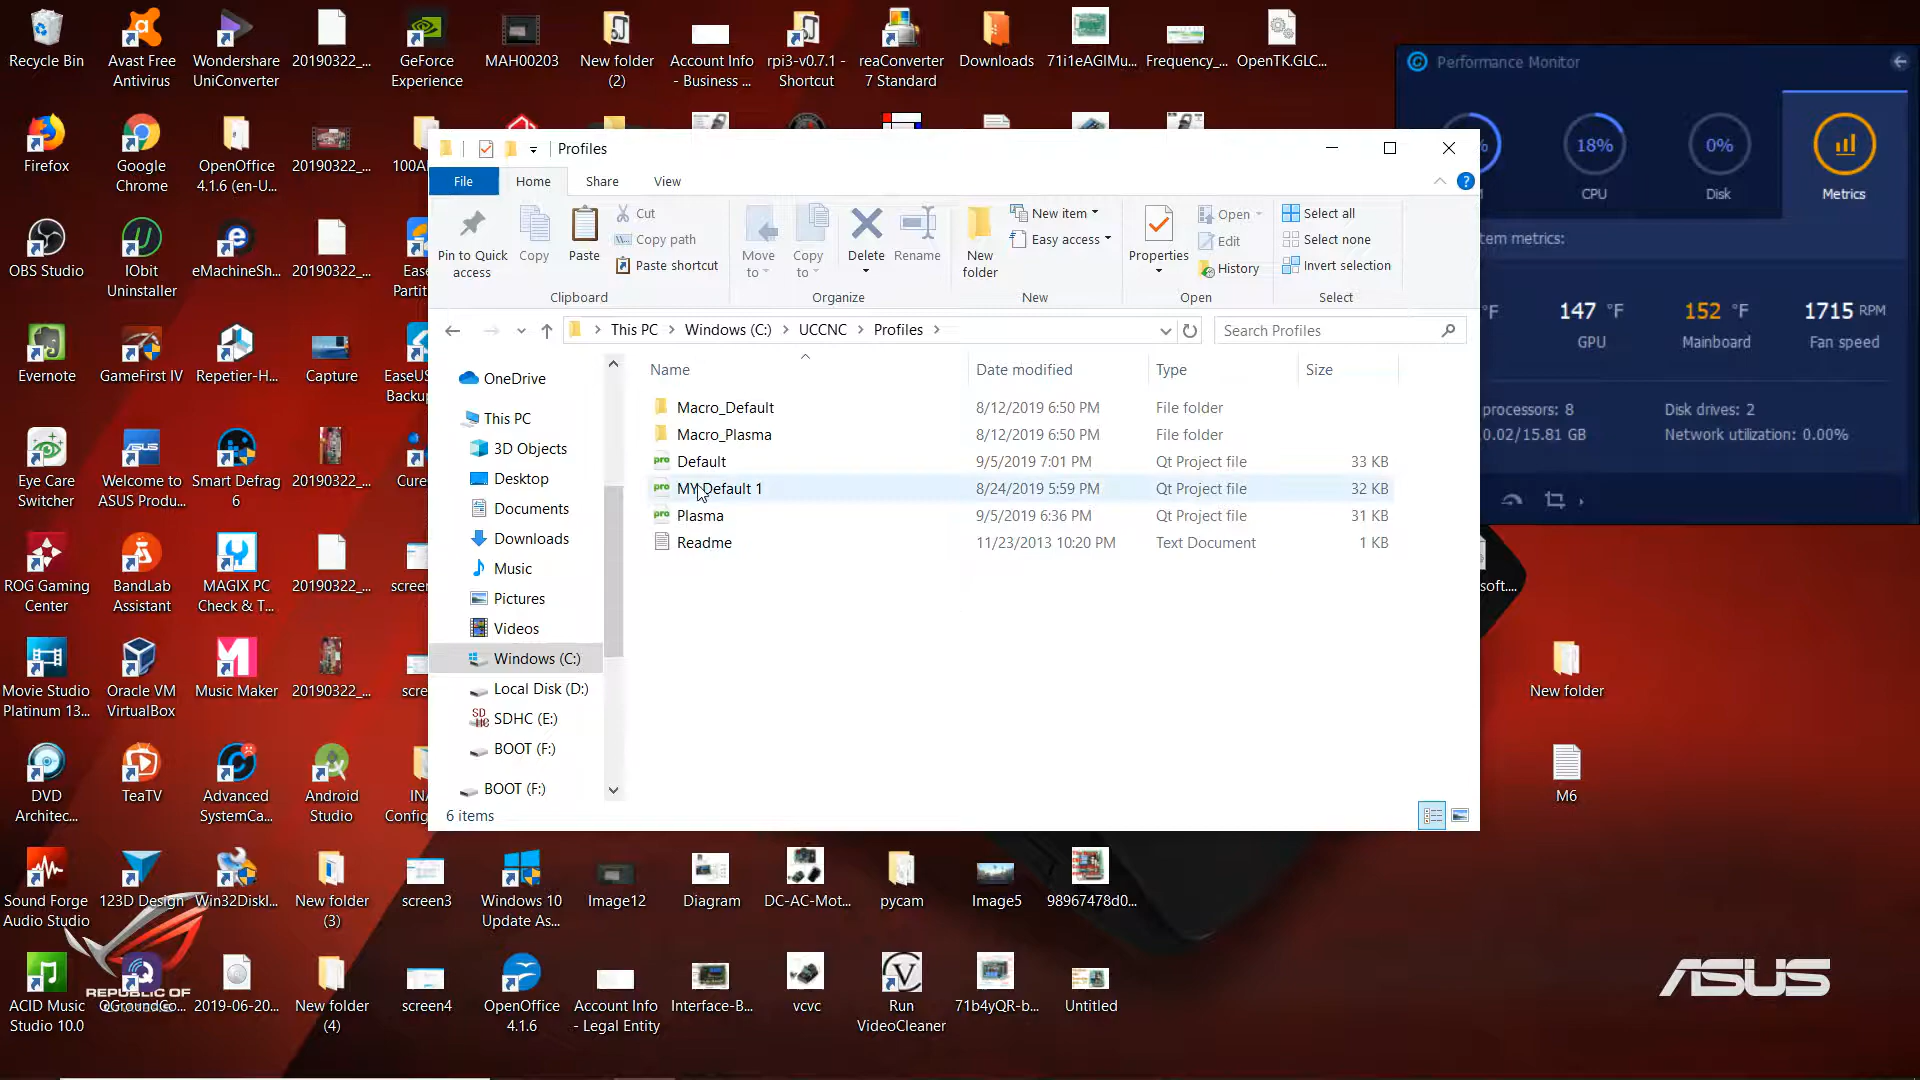 Recycle Bin
Avast Free
Antivirus
Wondershare
UniConverter
20190322_...
GeForce
Experience
MAH00203
New folder
(2)
Account Info
- Business ...
rpi3-v0.7.1 -
Shortcut
reaConverter
7 Standard
Downloads
71i1eAGIMu...
Frequency_...
OpenTK.GLC...
Firefox
Google
Chrome
OpenOffice
4.1.6 (en-U...
20190322_...
OBS Studio
IObit
Uninstaller
eMachineSh...
20190322_...
Evernote
GameFirst IV
Repetier-H...
Capture
EaseUS
Backup
Eye Care
Switcher
Welcome to
ASUS Produ...
Smart Defrag
6
20190322_...
ROG Gaming
Center
BandLab
Assistant
MAGIX PC
Check & T...
20190322_...
Movie Studio
Platinum 13...
Oracle VM
VirtualBox
Music Maker
20190322_...
DVD
Architec...
TeaTV
Advanced
SystemCa...
Android
Studio
Sound Forge
Audio Studio
123D Design
Win32DiskI...
New folder
(3)
screen3
Windows 10
Update As...
Image12
Diagram
DC-AC-Mot...
pycam
Image5
98967478d0...
ACID Music
Studio 10.0
REPUBLIC OF
QGroundCo...
2019-06-20...
New folder
(4)
screen4
OpenOffice
4.1.6
Account Info
- Legal Entity
Interface-B...
vcvc
Run
VideoCleaner
71b4yQR-b...
Untitled
Profiles
File
Home
Share
View
Pin to Quick
access
Copy
Paste
Cut
Copy path
Paste shortcut
Clipboard
Move
to
Copy
to
Delete
Rename
Organize
New
folder
New item
Easy access
New
Properties
Open
Edit
History
Open
Select all
Select none
Invert selection
Select
This PC > Windows (C:) > UCCNC > Profiles >
Search Profiles
OneDrive
This PC
3D Objects
Desktop
Documents
Downloads
Music
Pictures
Videos
Windows (C:)
Local Disk (D:)
SDHC (E:)
BOOT (F:)
BOOT (F:)
Name Date modified Type Size
Macro_Default 8/12/2019 6:50 PM File folder
Macro_Plasma 8/12/2019 6:50 PM File folder
Default 9/5/2019 7:01 PM Qt Project file 33 KB
MY Default 1 8/24/2019 5:59 PM Qt Project file 32 KB
Plasma 9/5/2019 6:36 PM Qt Project file 31 KB
Readme 11/23/2013 10:20 PM Text Document 1 KB
6 items
Performance Monitor
18%
CPU
0%
Disk
Metrics
metrics:
°F
147 °F
GPU
152 °F
Mainboard
1715 RPM
Fan speed
processors: 8
Disk drives: 2
0.02/15.81 GB
Network utilization: 0.00%
soft....
New folder
M6
ASUS